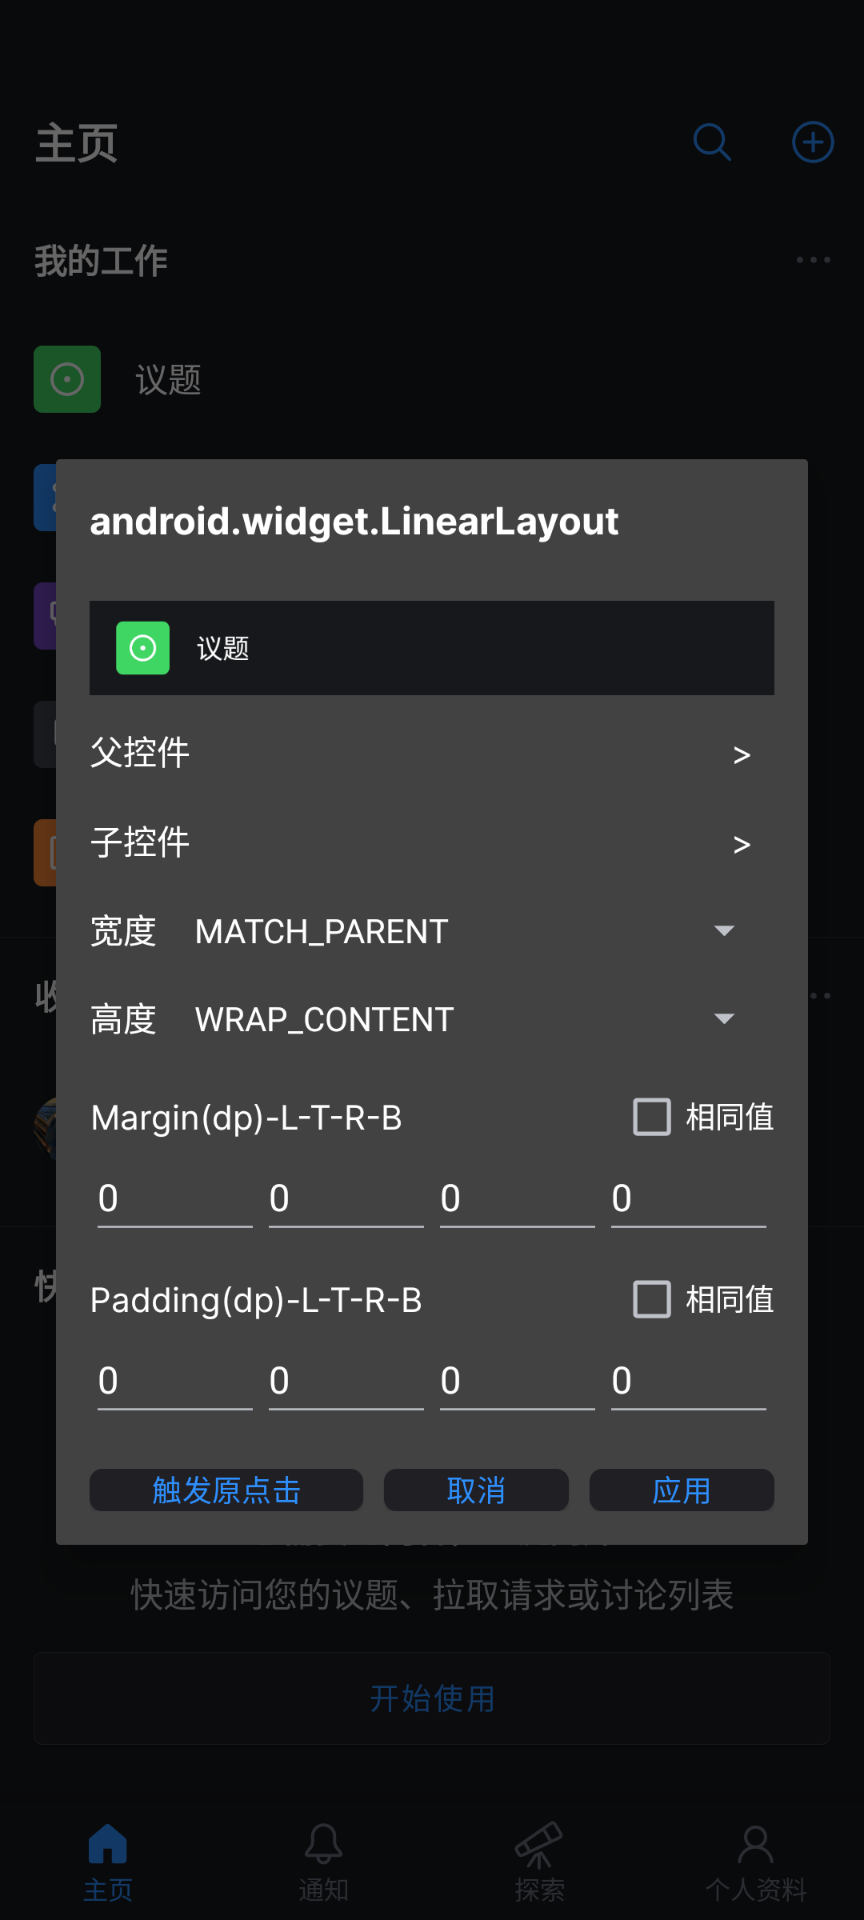 主页
我的工作
议题
android.widget.LinearLayout
议题
父控件 >
子控件 >
宽度 MATCH_PARENT
高度 WRAP_CONTENT
Margin(dp)-L-T-R-B 相同值
0 0 0 0
Padding(dp)-L-T-R-B 相同值
0 0 0 0
触发原点击 取消 应用
快速访问您的议题、拉取请求或讨论列表
开始使用
主页 通知 探索 个人资料